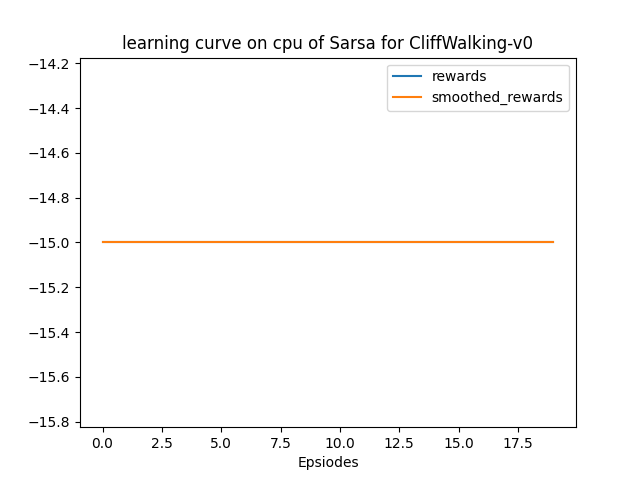 learning curve on cpu of Sarsa for CliffWalking-v0
rewards
smoothed_rewards
−14.2
−14.4
−14.6
−14.8
−15.0
−15.2
−15.4
−15.6
−15.8
0.0 2.5 5.0 7.5 10.0 12.5 15.0 17.5
Epsiodes